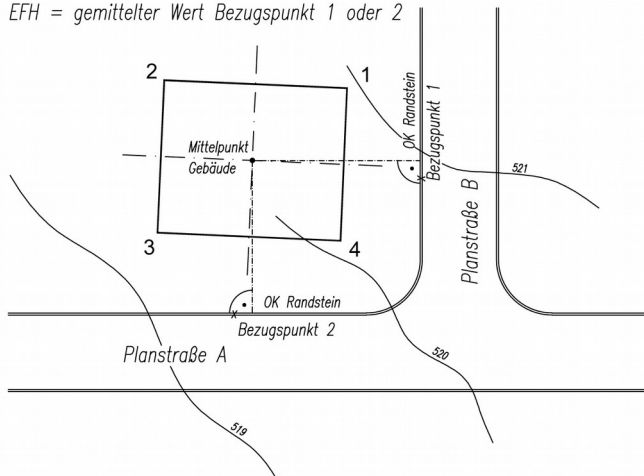 EFH = gemittelter Wert Bezugspunkt 1 oder 2
2
1
OK Randstein
Bezugspunkt 1
Mittelpunkt
Gebäude
521
Planstraße B
3
4
OK Randstein
x
x
Bezugspunkt 2
Planstraße A
520
519